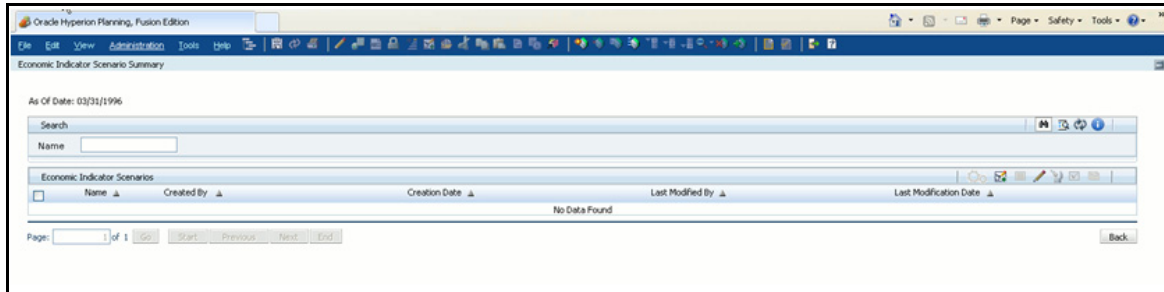 Oracle Hyperion Planning, Fusion Edition
Page Safety Tools
File Edit View Administration Tools Help
Economic Indicator Scenario Summary
As Of Date: 03/31/1996
Search
Name
Economic Indicator Scenarios
Name Created By Creation Date Last Modified By Last Modification Date
No Data Found
Page: 1 of 1 Go Start Previous Next End Back